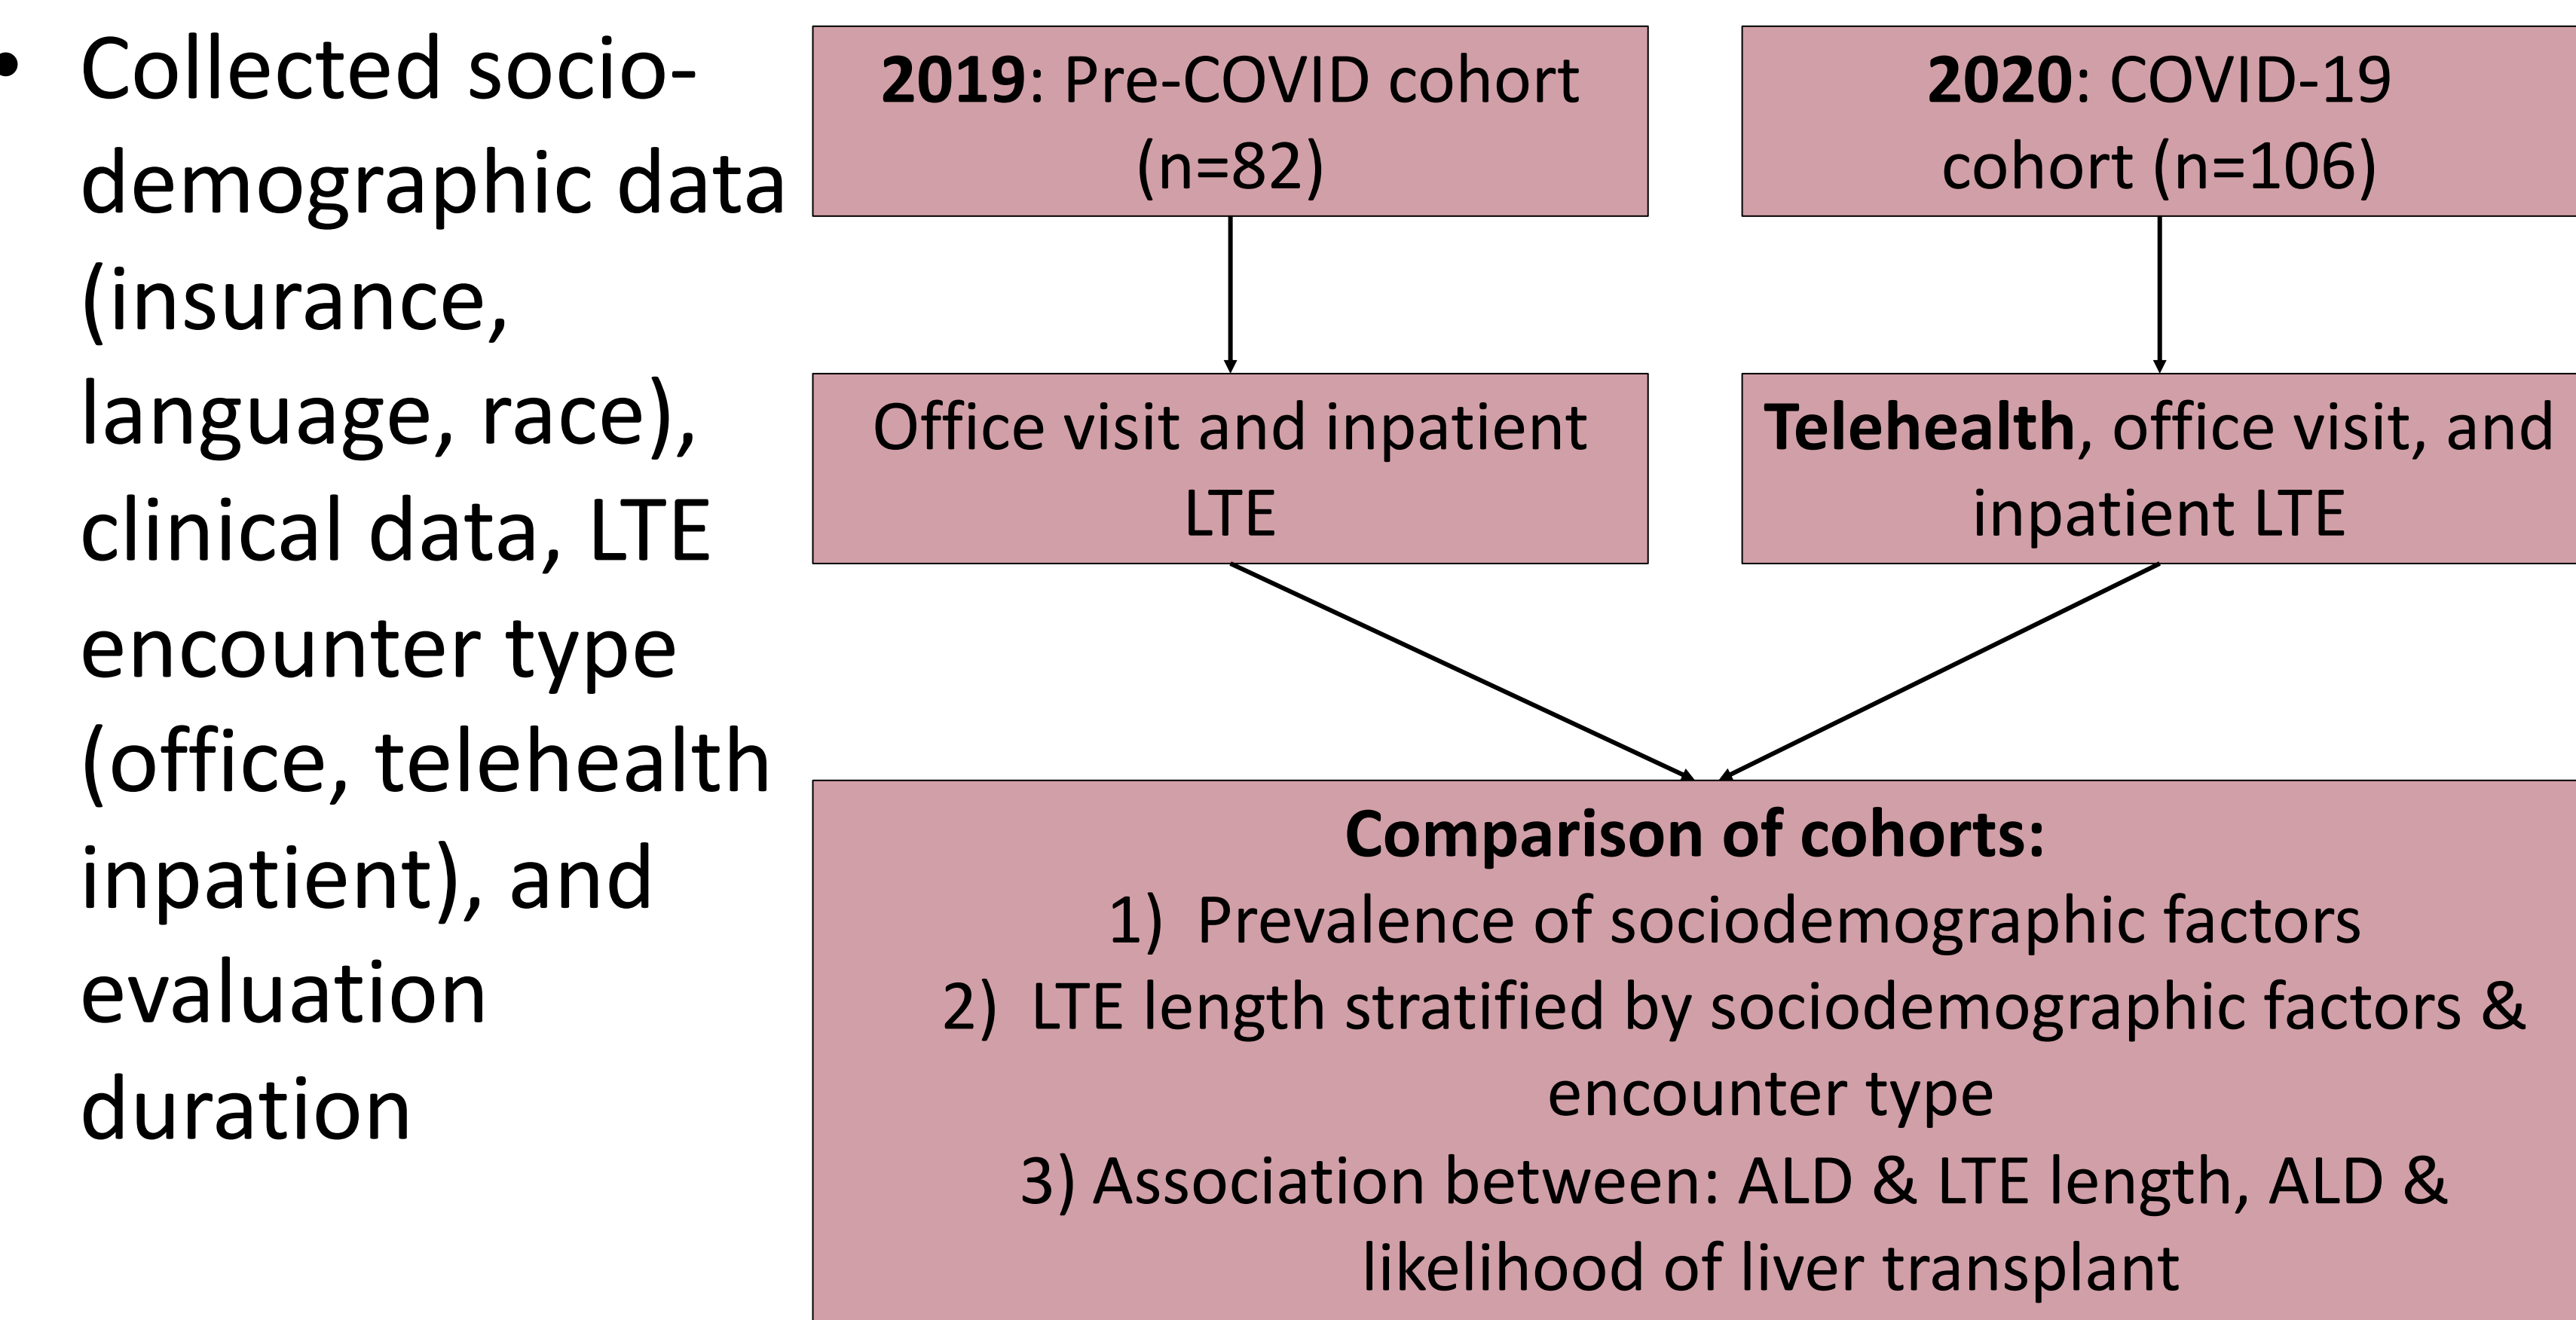 • Collected socio-
demographic data
(insurance,
language, race),
clinical data, LTE
encounter type
(office, telehealth
inpatient), and
evaluation
duration
2019: Pre-COVID cohort
(n=82)
2020: COVID-19
cohort (n=106)
Office visit and inpatient
LTE
Telehealth, office visit, and
inpatient LTE
Comparison of cohorts:
1) Prevalence of sociodemographic factors
2) LTE length stratified by sociodemographic factors &
encounter type
3) Association between: ALD & LTE length, ALD &
likelihood of liver transplant